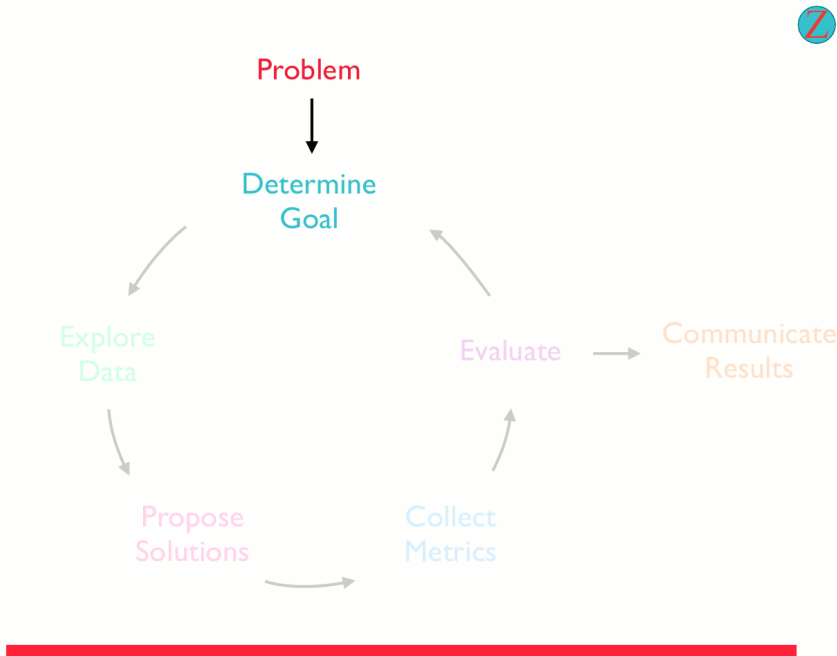 Z
Problem
Determine
Goal
Explore
Data
Evaluate
Communicate
Results
Propose
Solutions
Collect
Metrics